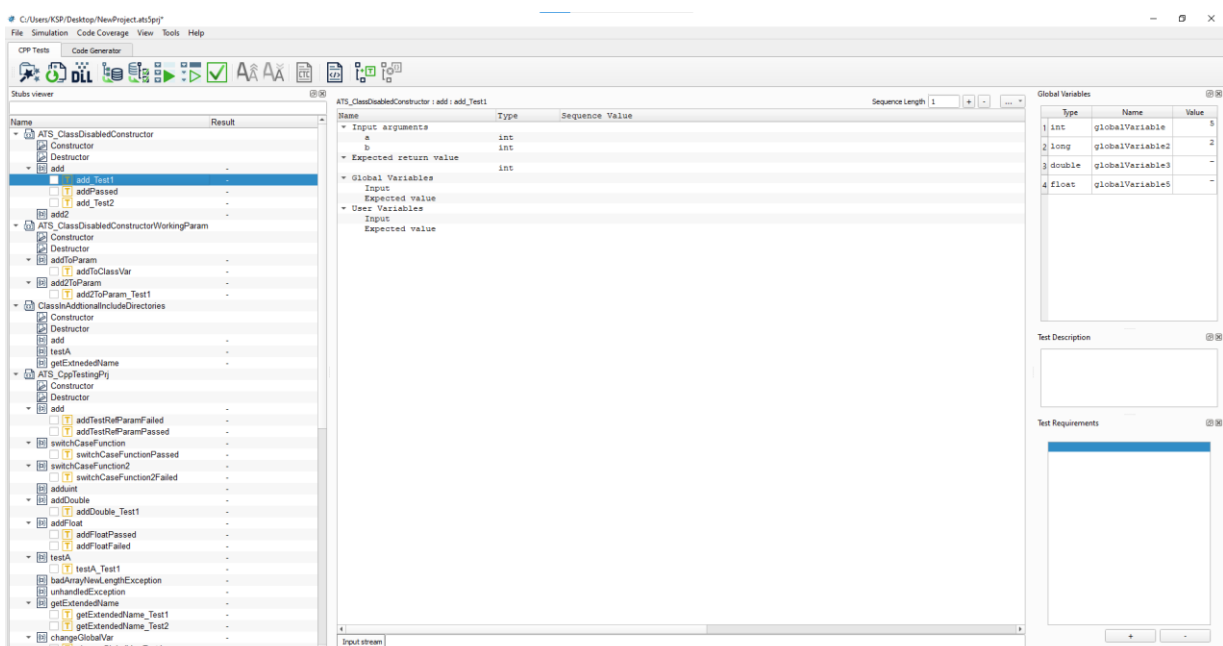 C:/Users/KSP/Desktop/NewProject.ats5prj*
File Simulation Code Coverage View Tools Help
CPP Tests Code Generator
DLL CTC
Stubs viewer
Name Result
ATS_ClassDisabledConstructor
Constructor
Destructor
add -
add_Test1 -
addPassed -
add_Test2 -
add2 -
ATS_ClassDisabledConstructorWorkingParam
Constructor
Destructor
addToParam -
addToClassVar -
add2ToParam -
add2ToParam_Test1 -
ClassInAddtionalIncludeDirectories
Constructor
Destructor
add -
testA -
getExtnededName -
ATS_CppTestingPrj
Constructor
Destructor
add -
addTestRefParamFailed -
addTestRefParamPassed -
switchCaseFunction -
switchCaseFunctionPassed -
switchCaseFunction2 -
switchCaseFunction2Failed -
adduint -
addDouble -
addDouble_Test1 -
addFloat -
addFloatPassed -
addFloatFailed -
testA -
testA_Test1 -
badArrayNewLengthException -
unhandledException -
getExtendedName -
getExtendedName_Test1 -
getExtendedName_Test2 -
changeGlobalVar -
ATS_ClassDisabledConstructor : add : add_Test1 Sequence Length 1 + - ...
Name Type Sequence Value
Input arguments
a int
b int
Expected return value
int
Global Variables
Input
Expected value
User Variables
Input
Expected value
Input stream
Global Variables
Type Name Value
1 int globalVariable 5
2 long globalVariable2 2
3 double globalVariable3 -
4 float globalVariable5 -
Test Description
Test Requirements
+ -